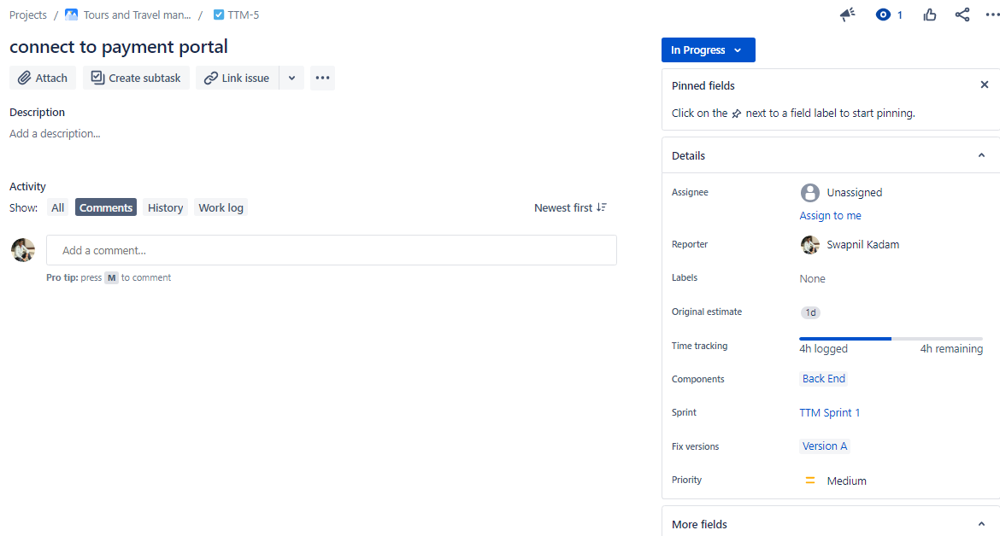 Projects / Tours and Travel man... / TTM-5
1
connect to payment portal
Attach
Create subtask
Link issue
Description
Add a description...
Activity
Show: All Comments History Work log
Newest first
Add a comment...
Pro tip: press M to comment
In Progress
Pinned fields
Click on the next to a field label to start pinning.
Details
Assignee
Unassigned
Assign to me
Reporter
Swapnil Kadam
Labels
None
Original estimate
1d
Time tracking
4h logged
4h remaining
Components
Back End
Sprint
TTM Sprint 1
Fix versions
Version A
Priority
Medium
More fields